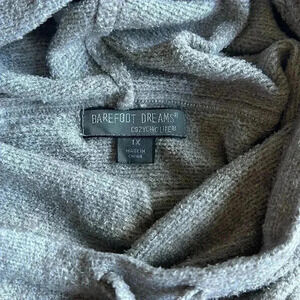 BAREFOOT DREAMS®
COZYCHIC LITE®
1X
MADE IN
CHINA